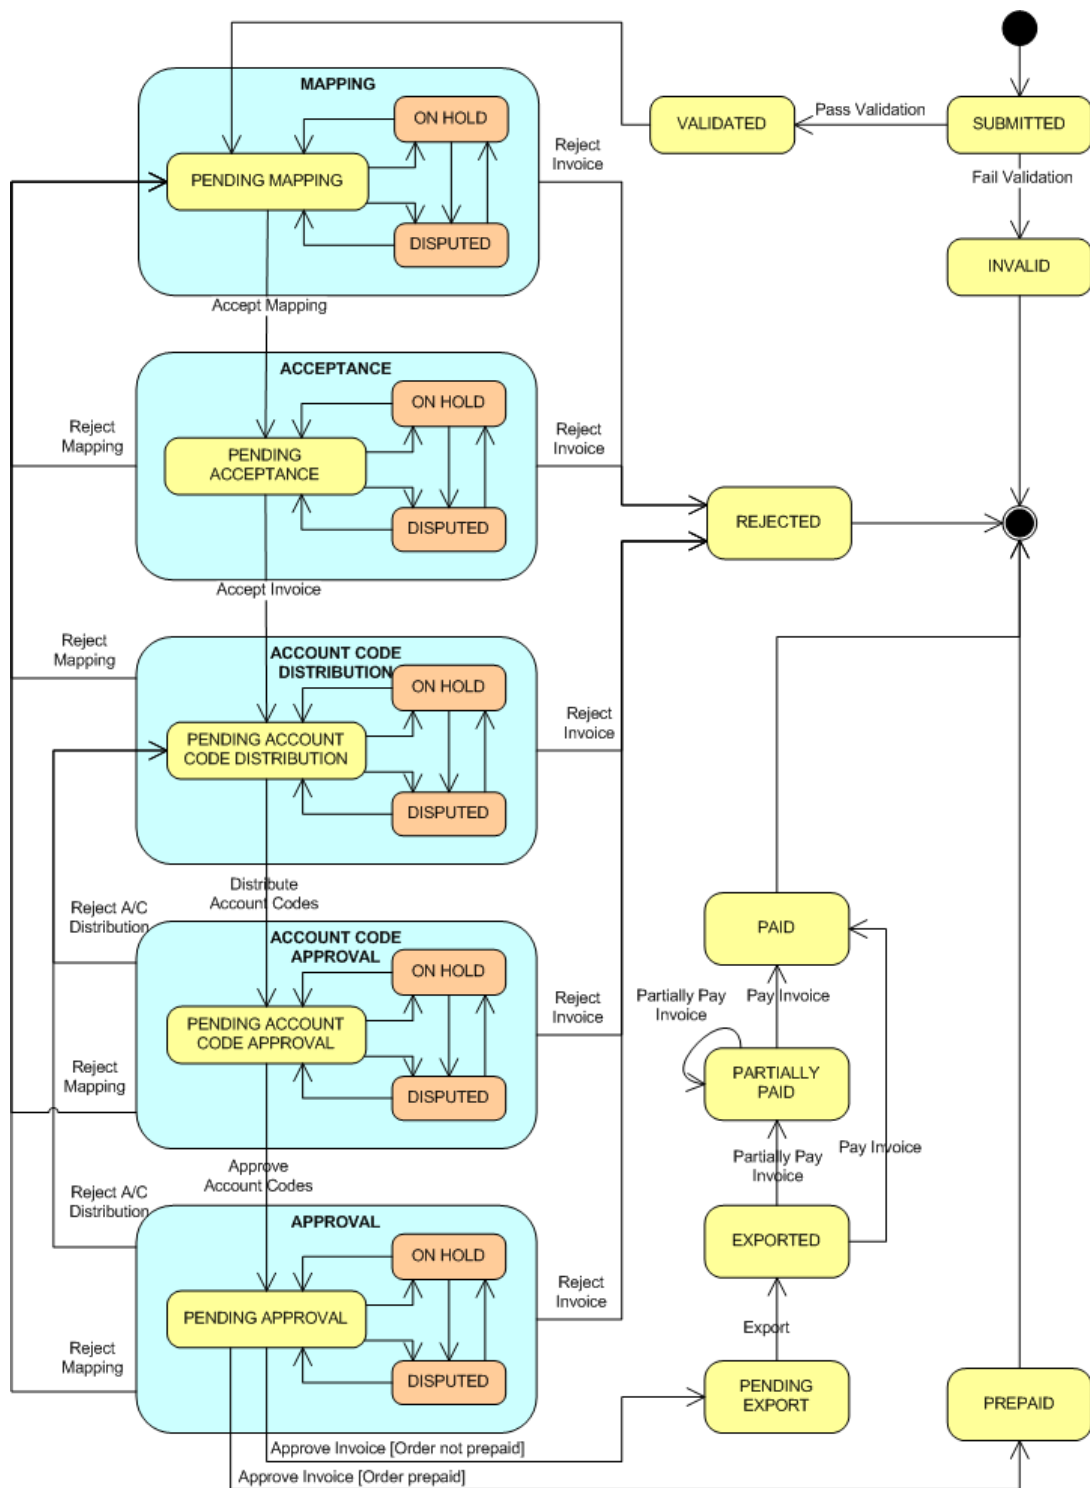 MAPPING
ON HOLD
PENDING MAPPING
DISPUTED
Reject
Invoice
VALIDATED
Pass Validation
SUBMITTED
Fail Validation
INVALID
Accept Mapping
ACCEPTANCE
ON HOLD
PENDING
ACCEPTANCE
DISPUTED
Reject
Mapping
Reject
Invoice
REJECTED
Accept Invoice
Reject
Mapping
ACCOUNT CODE
DISTRIBUTION
ON HOLD
PENDING ACCOUNT
CODE DISTRIBUTION
DISPUTED
Reject
Invoice
Distribute
Account Codes
Reject A/C
Distribution
ACCOUNT CODE
APPROVAL
ON HOLD
PENDING ACCOUNT
CODE APPROVAL
DISPUTED
Reject
Invoice
Reject
Mapping
PAID
Partially Pay
Invoice
Pay Invoice
PARTIALLY
PAID
Partially Pay
Invoice
Pay Invoice
Approve
Account Codes
Reject A/C
Distribution
APPROVAL
ON HOLD
PENDING APPROVAL
DISPUTED
Reject
Invoice
Reject
Mapping
EXPORTED
Export
PENDING
EXPORT
PREPAID
Approve Invoice [Order not prepaid]
Approve Invoice [Order prepaid]